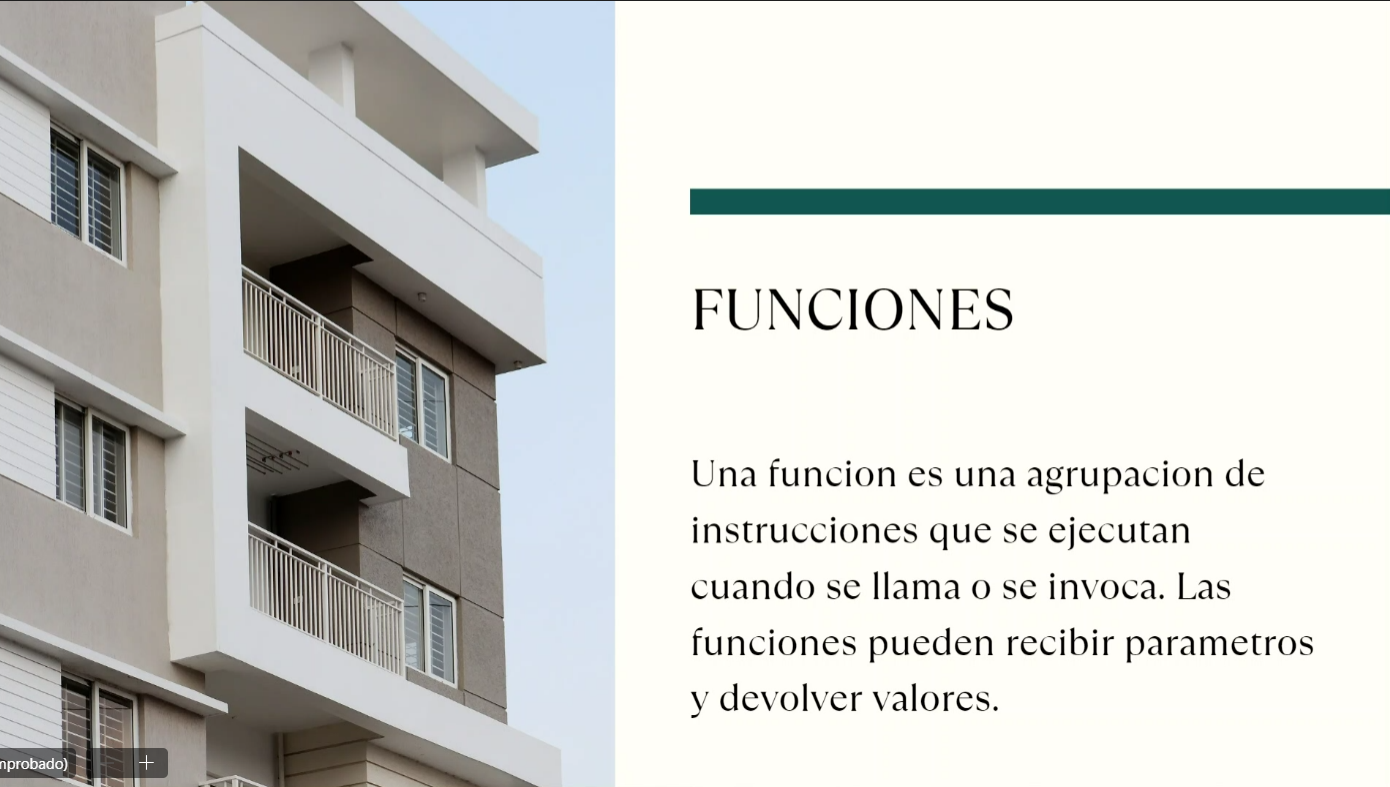 FUNCIONES
Una funcion es una agrupacion de
instrucciones que se ejecutan
cuando se llama o se invoca. Las
funciones pueden recibir parametros
y devolver valores.